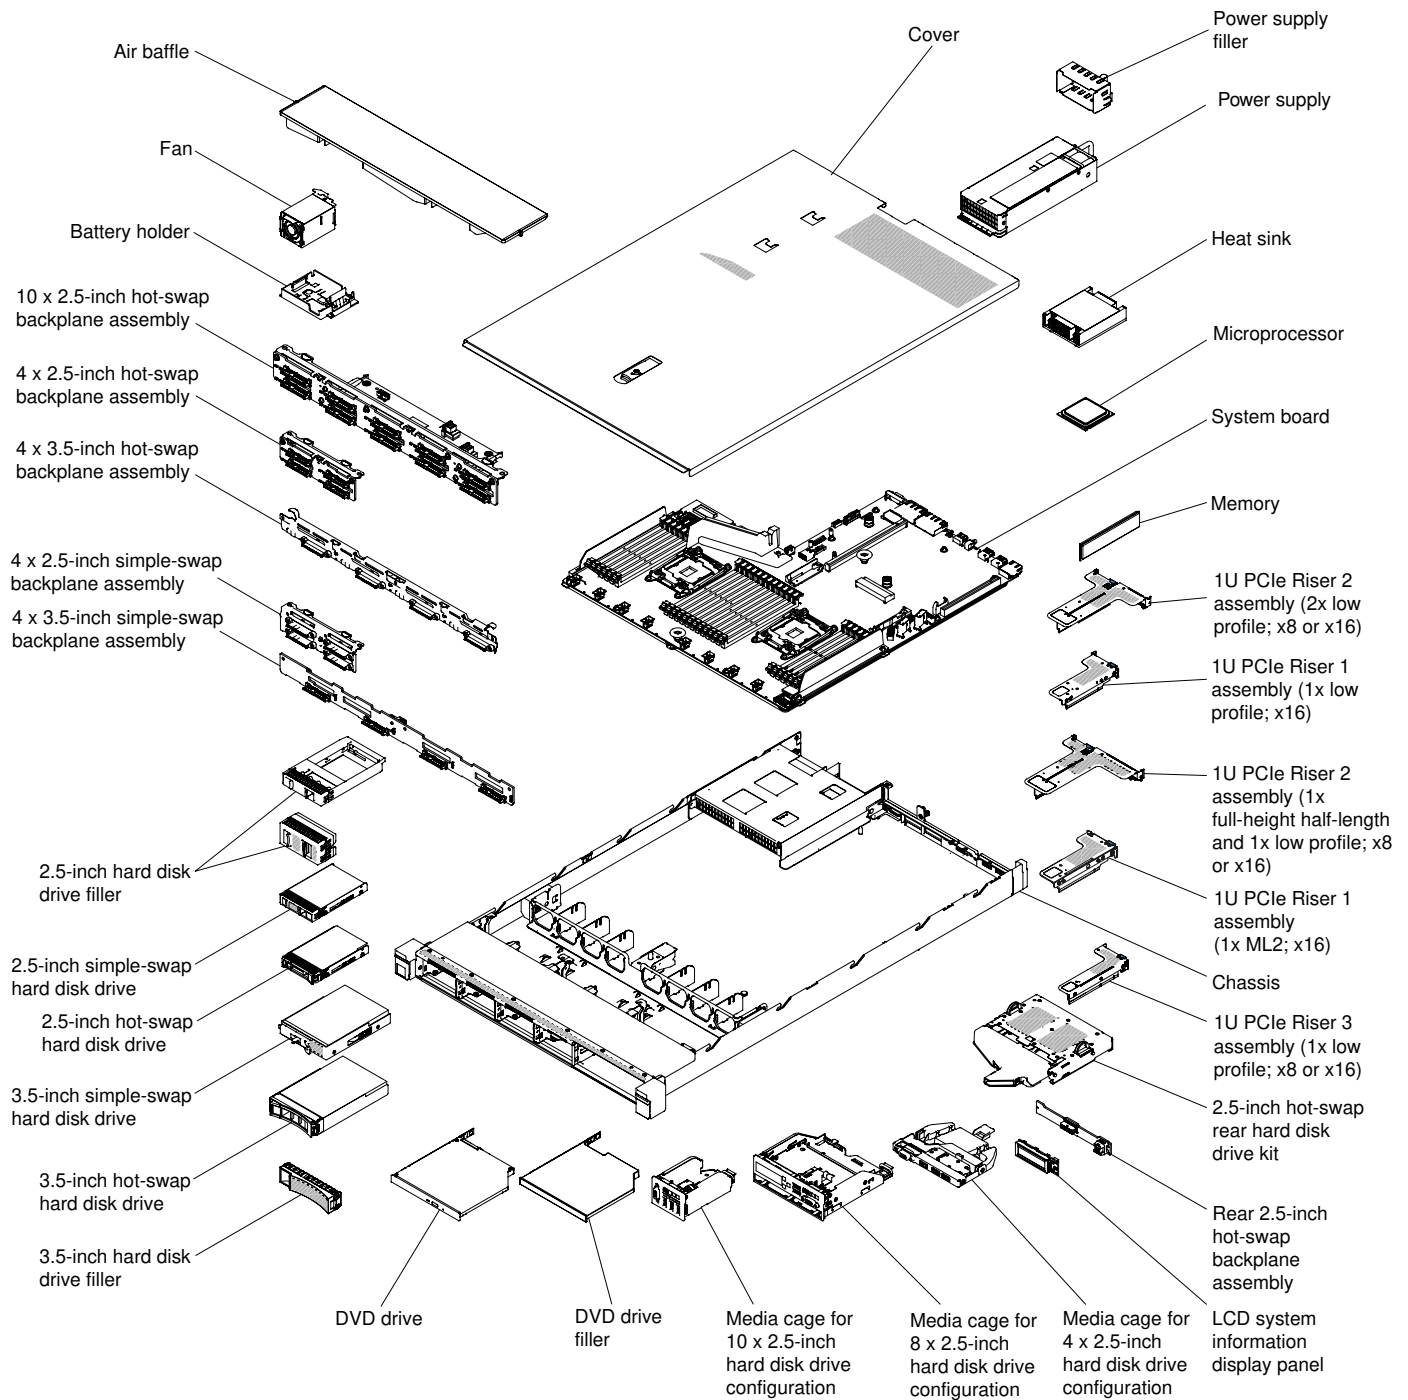 Air baffle
Fan
Battery holder
10 x 2.5-inch hot-swap
backplane assembly
4 x 2.5-inch hot-swap
backplane assembly
4 x 3.5-inch hot-swap
backplane assembly
4 x 2.5-inch simple-swap
backplane assembly
4 x 3.5-inch simple-swap
backplane assembly
2.5-inch hard disk
drive filler
2.5-inch simple-swap
hard disk drive
2.5-inch hot-swap
hard disk drive
3.5-inch simple-swap
hard disk drive
3.5-inch hot-swap
hard disk drive
3.5-inch hard disk
drive filler
DVD drive
DVD drive
filler
Media cage for
10 x 2.5-inch
hard disk drive
configuration
Media cage for
8 x 2.5-inch
hard disk drive
configuration
Media cage for
4 x 2.5-inch
hard disk drive
configuration
LCD system
information
display panel
Cover
Power supply
filler
Power supply
Heat sink
Microprocessor
System board
Memory
1U PCIe Riser 2
assembly (2x low
profile; x8 or x16)
1U PCIe Riser 1
assembly (1x low
profile; x16)
1U PCIe Riser 2
assembly (1x
full-height half-length
and 1x low profile; x8
or x16)
1U PCIe Riser 1
assembly
(1x ML2; x16)
Chassis
1U PCIe Riser 3
assembly (1x low
profile; x8 or x16)
2.5-inch hot-swap
rear hard disk
drive kit
Rear 2.5-inch
hot-swap
backplane
assembly